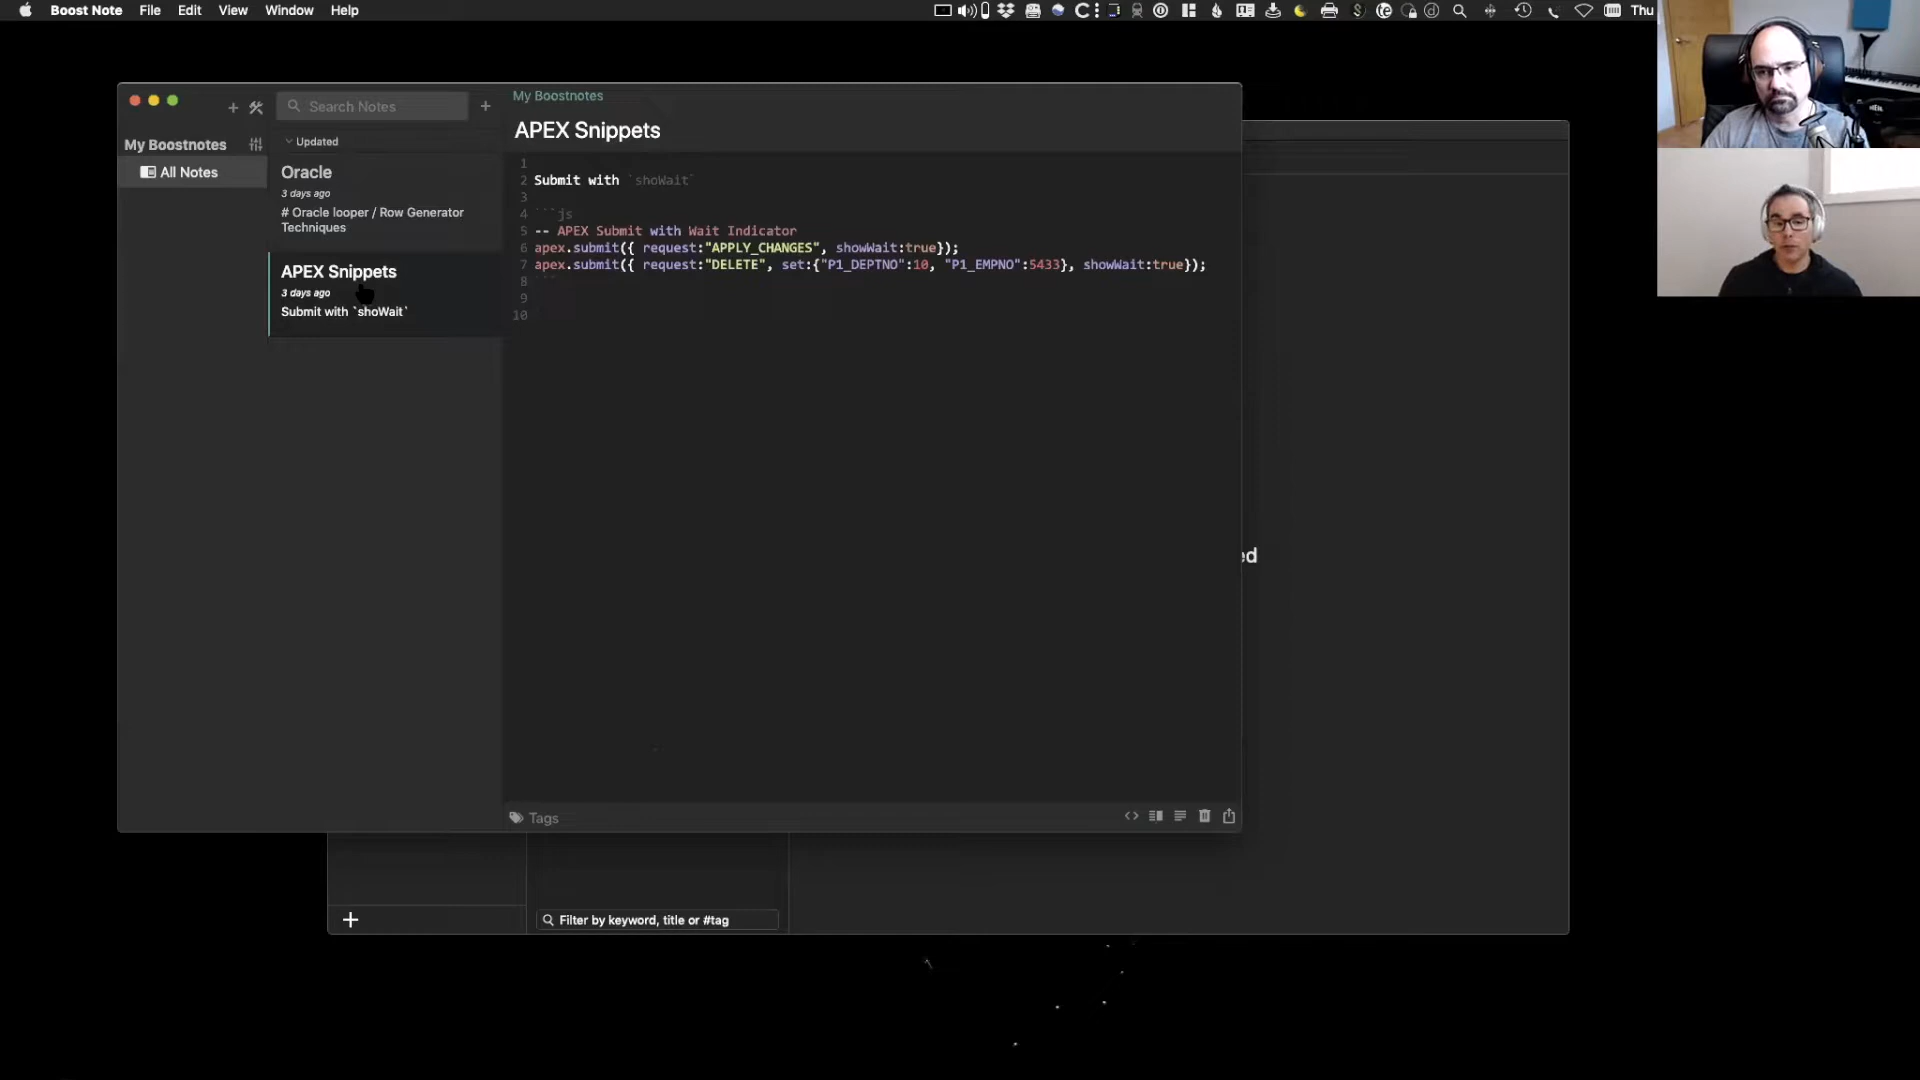 Boost Note File Edit View Window Help
Thu
My Boostnotes
All Notes
Search Notes
Updated
Oracle
3 days ago
# Oracle looper / Row Generator
Techniques
APEX Snippets
3 days ago
Submit with `shoWait`
My Boostnotes
APEX Snippets
1
2 Submit with `shoWait`
3
4 ```js
5 -- APEX Submit with Wait Indicator
6 apex.submit({ request:"APPLY_CHANGES", showWait:true});
7 apex.submit({ request:"DELETE", set:{"P1_DEPTNO":10, "P1_EMPNO":5433}, showWait:true});
8 ```
9
10
Tags
ed
Filter by keyword, title or #tag